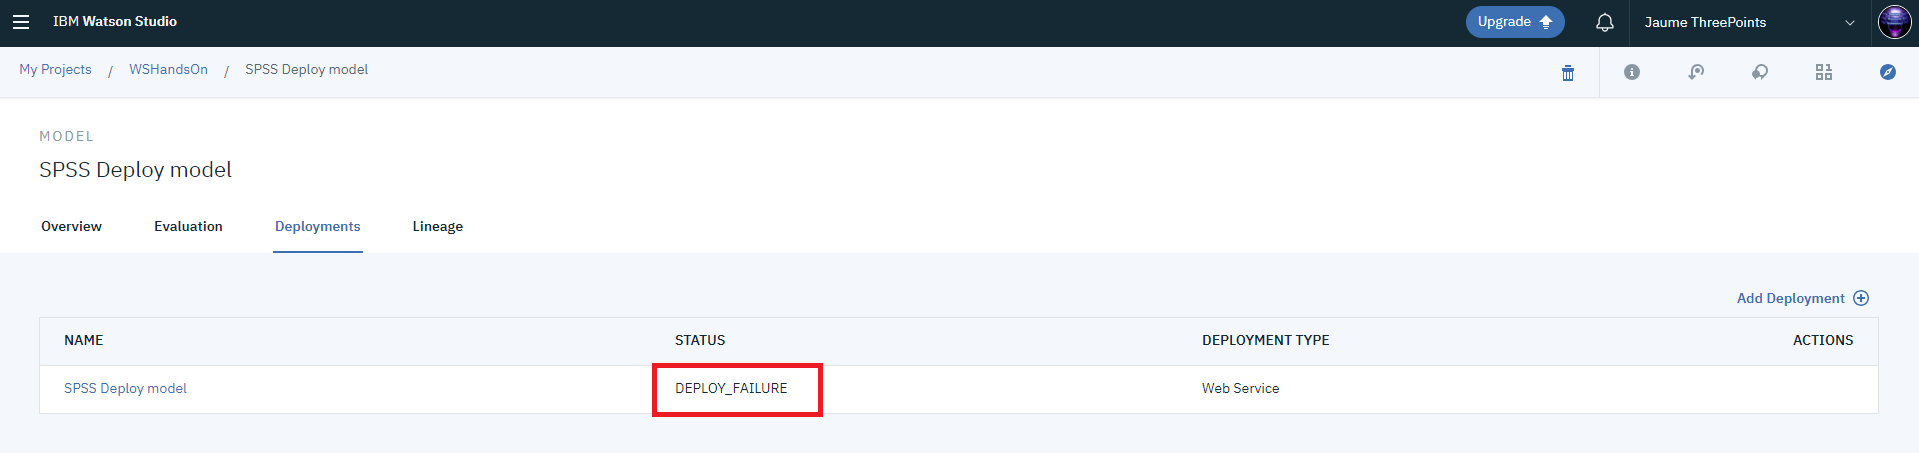 IBM Watson Studio
Upgrade
Jaume ThreePoints
My Projects / WSHandsOn / SPSS Deploy model
MODEL
SPSS Deploy model
Overview Evaluation Deployments Lineage
Add Deployment
NAME STATUS DEPLOYMENT TYPE ACTIONS
SPSS Deploy model DEPLOY_FAILURE Web Service